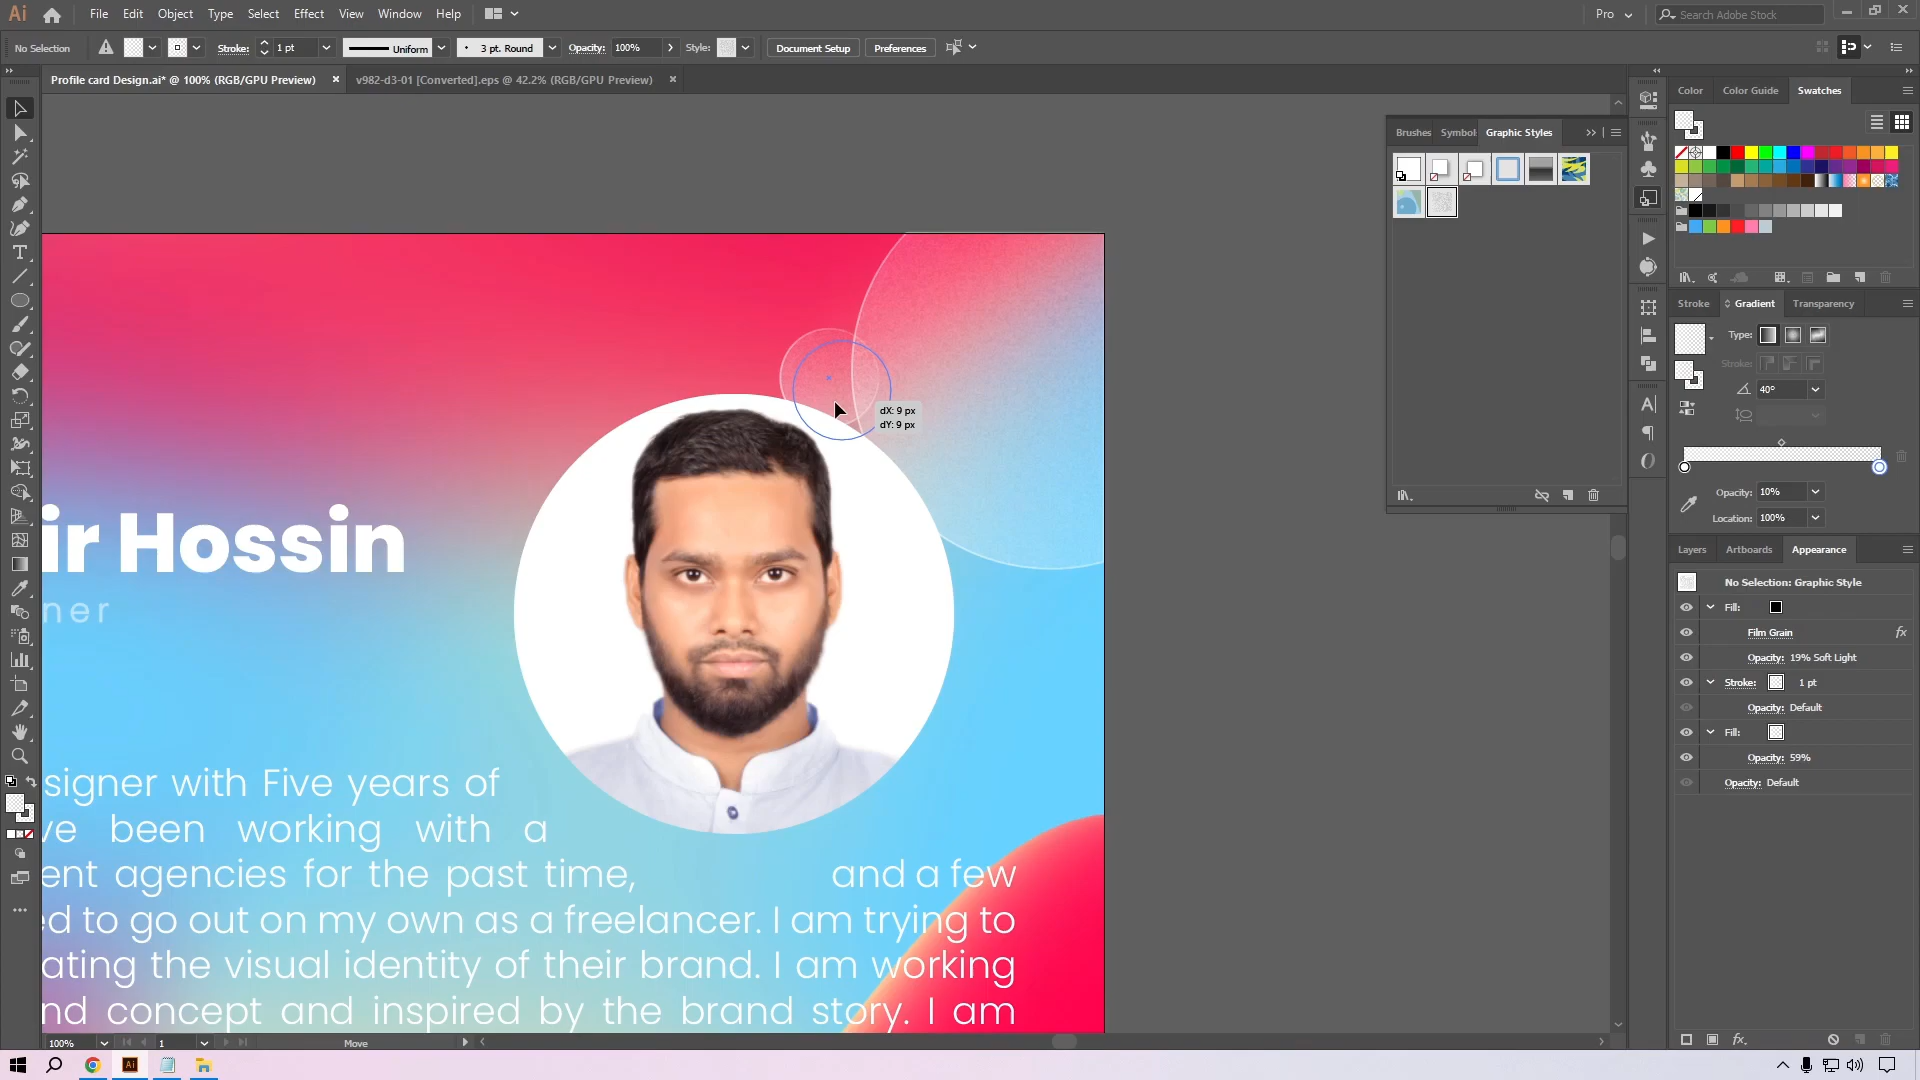 Ai File Edit Object Type Select Effect View Window Help Pro Search Adobe Stock
No Selection Stroke: 1 pt Uniform 3 pt. Round Opacity: 100% Style: Document Setup Preferences
Profile card Design.ai* @ 100% (RGB/GPU Preview) × v982-d3-01 [Converted].eps @ 42.2% (RGB/GPU Preview) ×
Color Color Guide Swatches
Brushes Symbol Graphic Styles
dX: 9 px
dY: 9 px
ir Hossin
ner
signer with Five years of
ve been working with a
ent agencies for the past time, and a few
ed to go out on my own as a freelancer. I am trying to
ating the visual identity of their brand. I am working
nd concept and inspired by the brand story. I am
Stroke Gradient Transparency
Type:
Stroke:
40°
Opacity: 10%
Location: 100%
Layers Artboards Appearance
No Selection: Graphic Style
Fill:
Film Grain fx
Opacity: 19% Soft Light
Stroke: 1 pt
Opacity: Default
Fill:
Opacity: 59%
Opacity: Default
fx
100% 1 Move
Ai